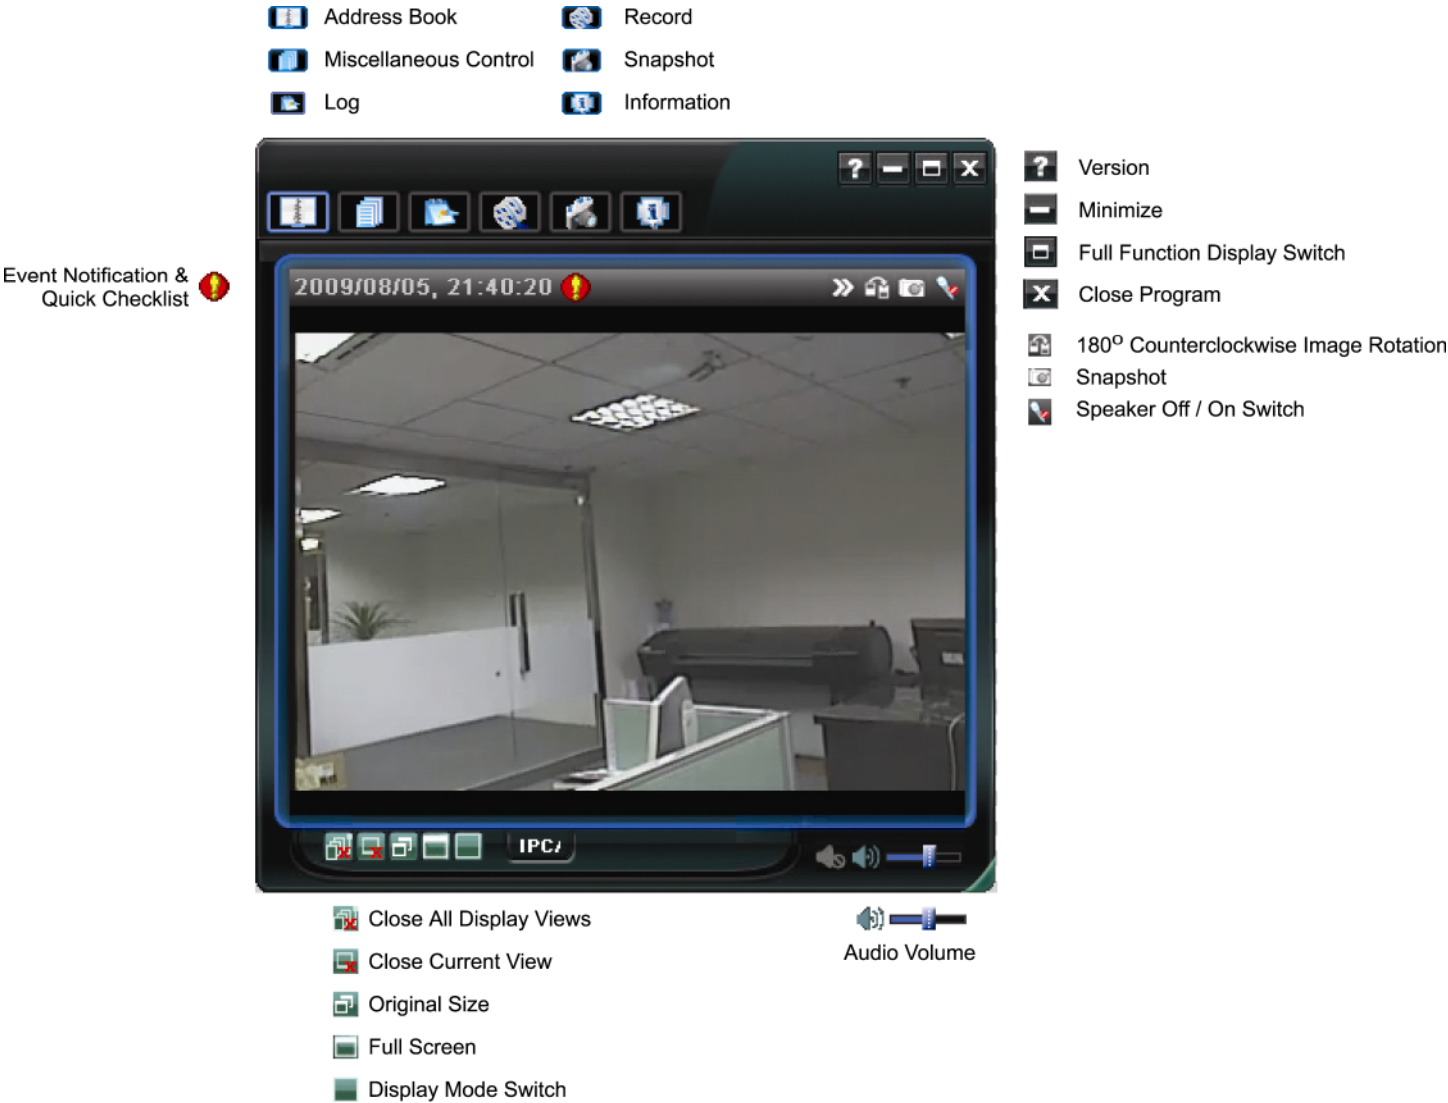 Address Book
Record
Miscellaneous Control
Snapshot
Log
Information
Version
Minimize
Event Notification &
Quick Checklist
2009/08/05, 21:40:20
Full Function Display Switch
Close Program
180° Counterclockwise Image Rotation
Snapshot
Speaker Off / On Switch
IPC
Close All Display Views
Close Current View
Original Size
Full Screen
Display Mode Switch
Audio Volume